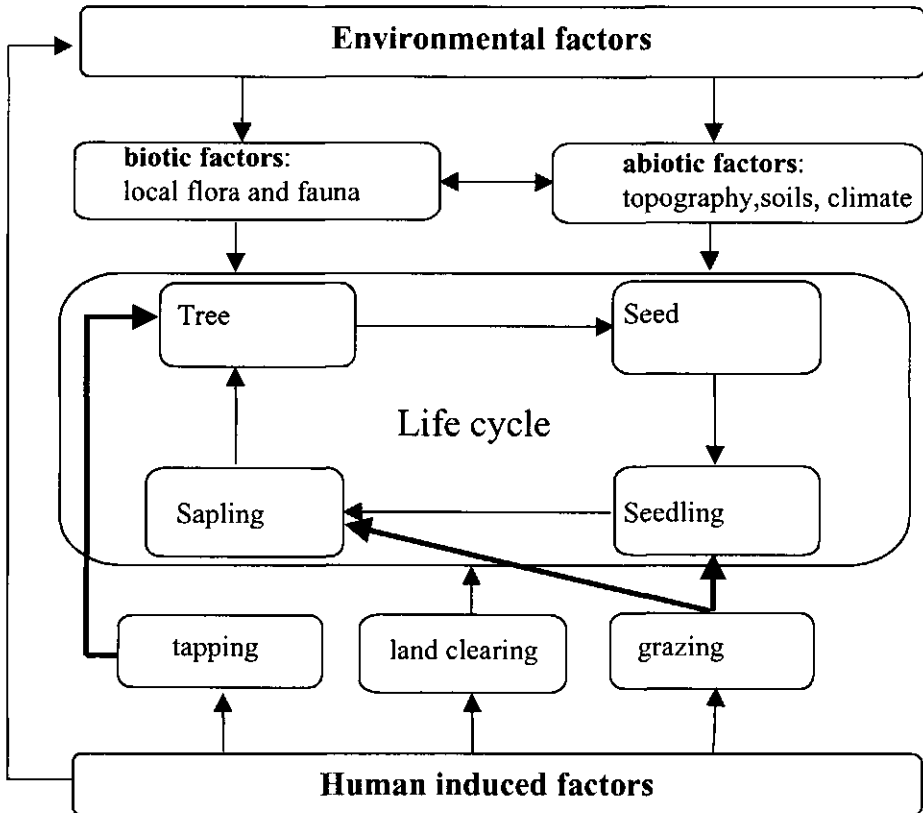 Environmental factors
biotic factors:
local flora and fauna
abiotic factors:
topography,soils, climate
Tree
Seed
Life cycle
Sapling
Seedling
tapping
land clearing
grazing
Human induced factors